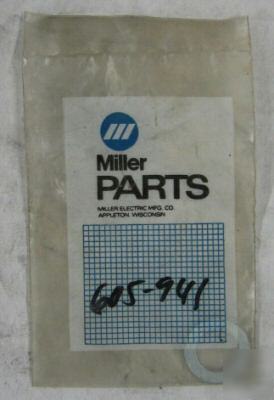 Miller
PARTS
MILLER ELECTRIC MFG. CO.
APPLETON, WISCONSIN
605-941